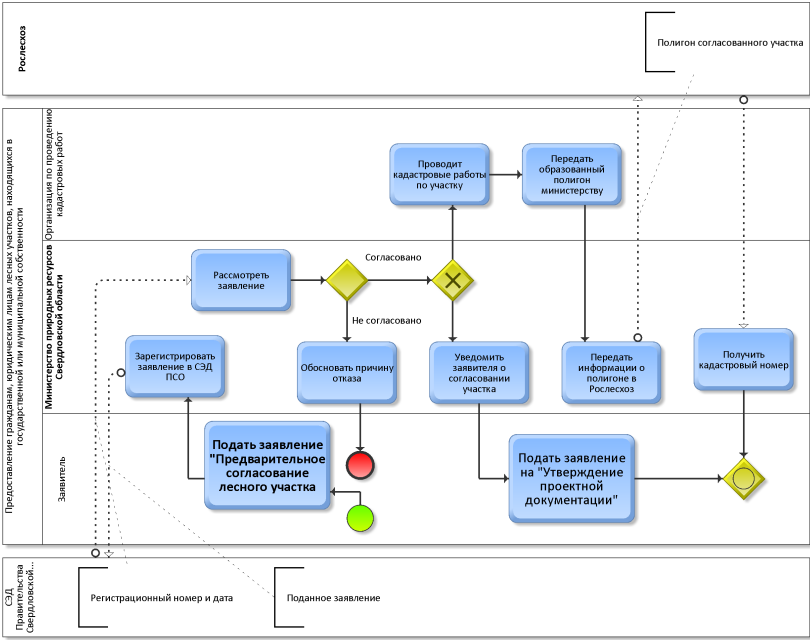 Рослесхоз
Полигон согласованного участка
Предоставление гражданам, юридическим лицам лесных участков, находящихся в
государственной или муниципальной собственности
Организация по проведению
кадастровых работ
Проводит
кадастровые работы
по участку
Передать
образованный
полигон
министерству
Министерство природных ресурсов
Свердловской области
Рассмотреть
заявление
Согласовано
Не согласовано
Зарегистрировать
заявление в СЭД
ПСО
Обосновать причину
отказа
Уведомить
заявителя о
согласовании
участка
Передать
информации о
полигоне в
Рослесхоз
Получить
кадастровый номер
Заявитель
Подать заявление
"Предварительное
согласование
лесного участка
Подать заявление
на "Утверждение
проектной
документации"
СЭД
Правительства
Свердловской...
Регистрационный номер и дата
Поданное заявление